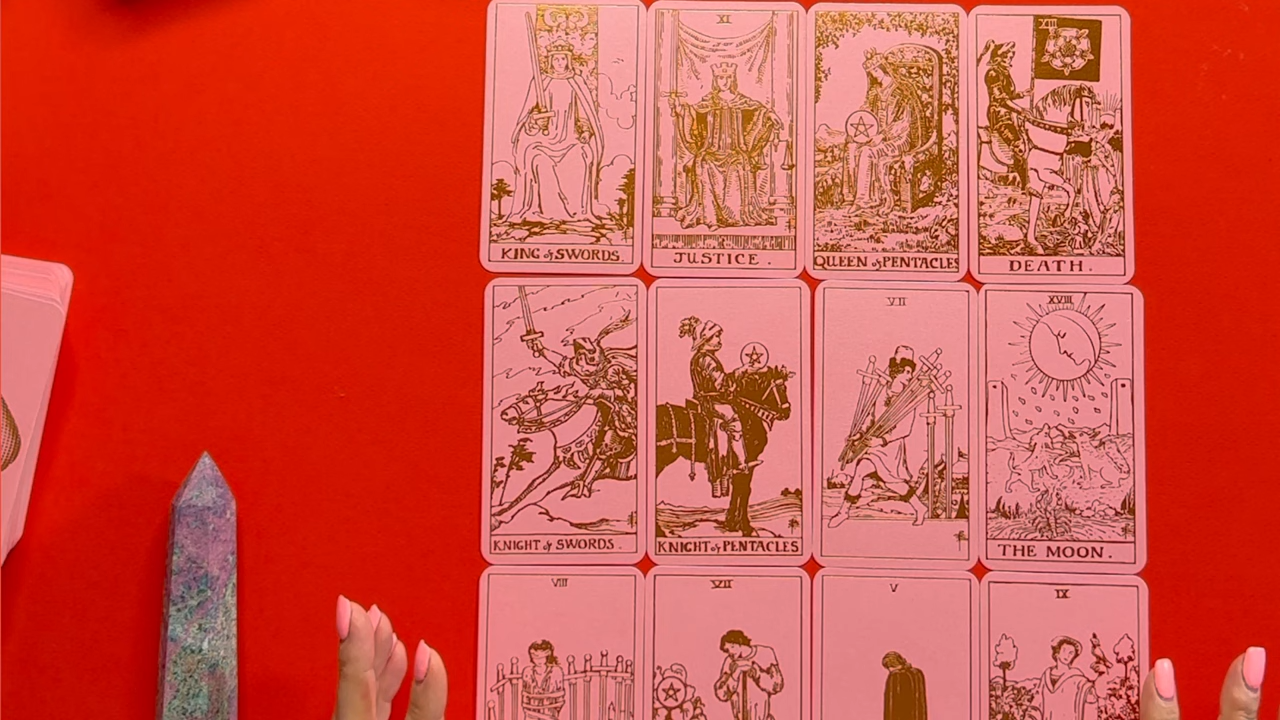 XI
XIII
KING of SWORDS.
JUSTICE.
QUEEN of PENTACLES
DEATH.
VII
XVIII
KNIGHT of SWORDS.
KNIGHT of PENTACLES
THE MOON.
VIII
VII
V
IX